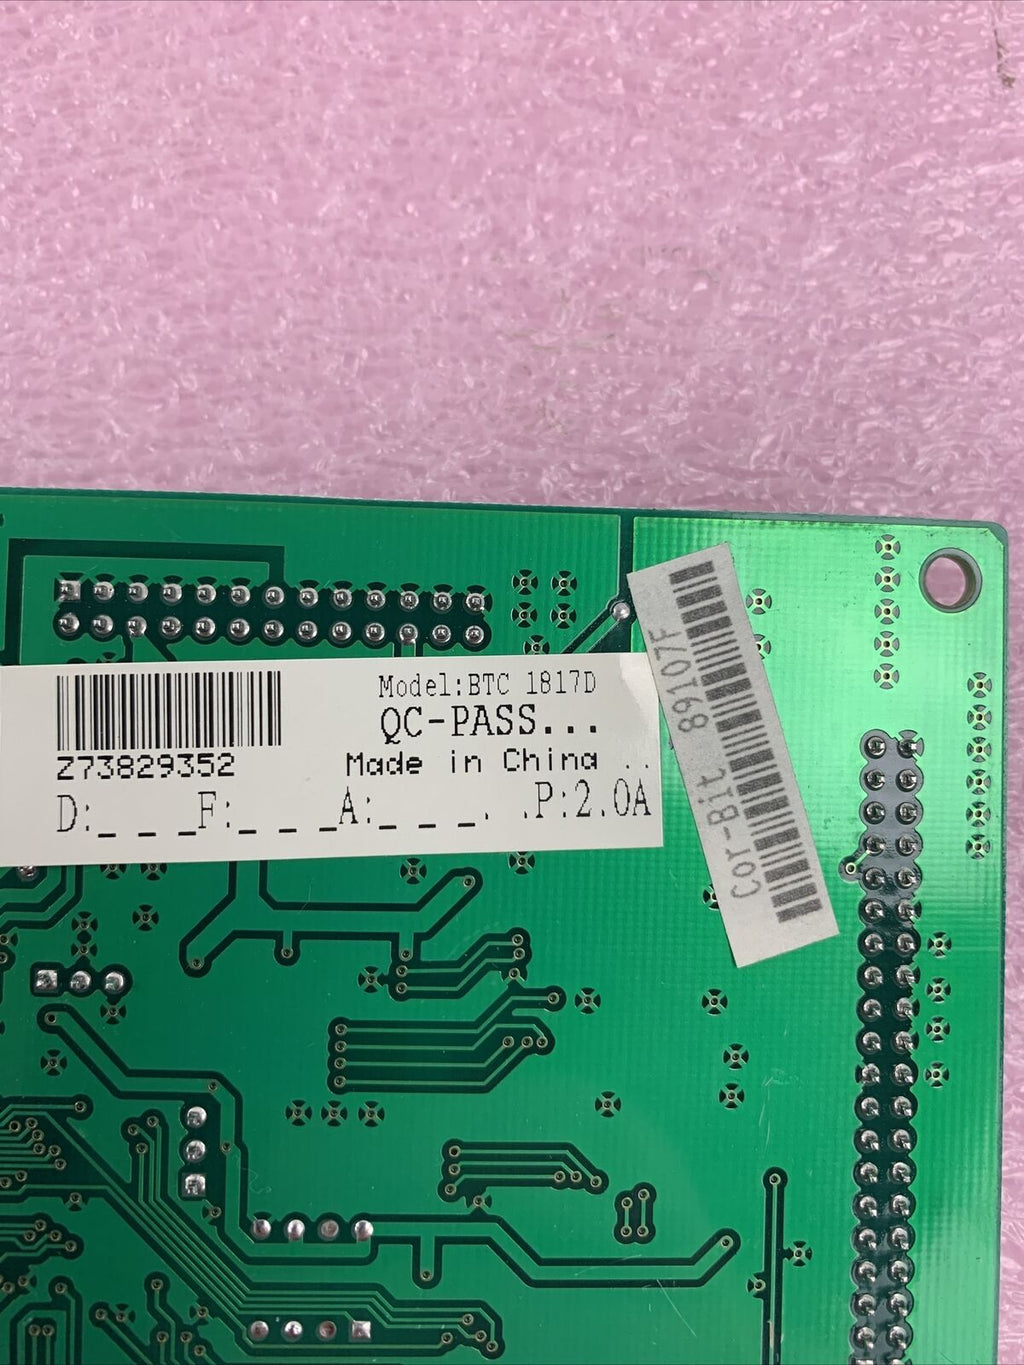 Model:BTC 1817D
QC-PASS...
Z73829352
Made in China ..
D:_ _ _F:_ _ _A:_ _ _. .P:2.0A
Cor-Bit 89107F